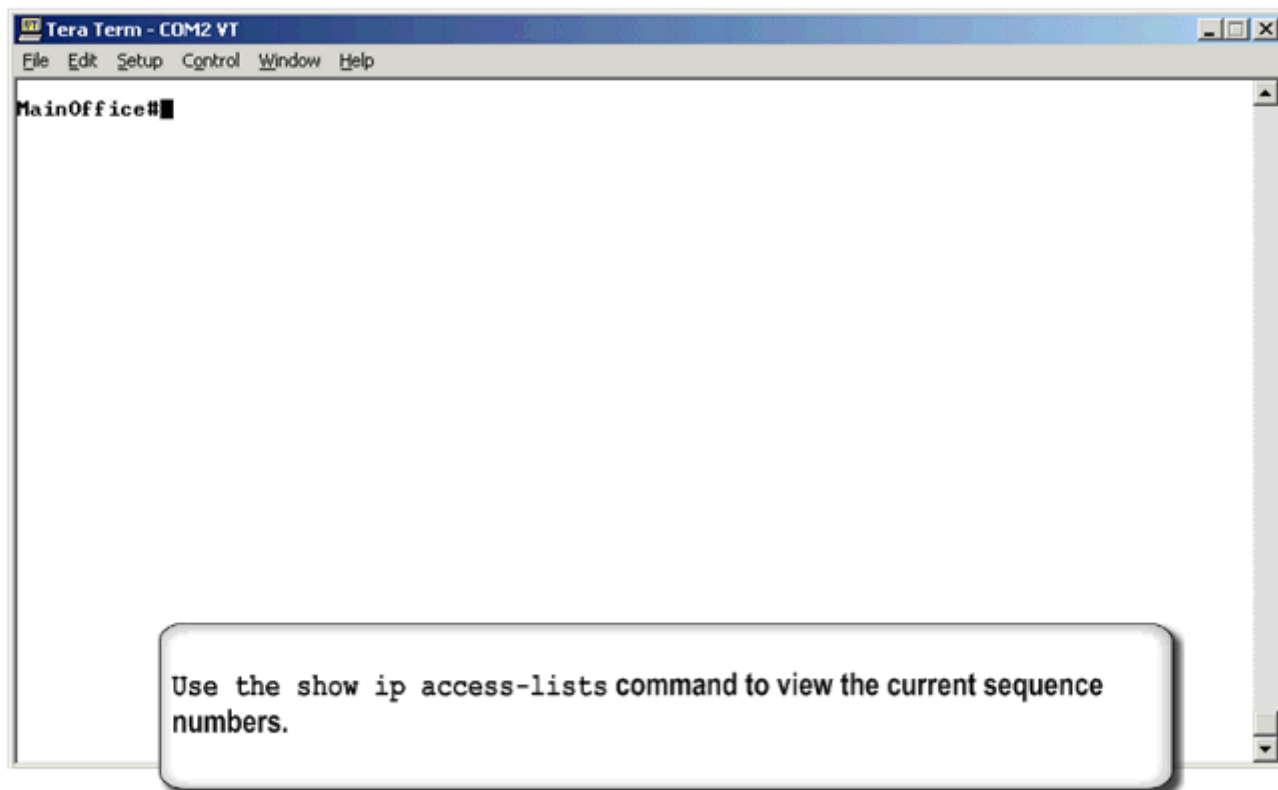 Tera Term - COM2 VT
File Edit Setup Control Window Help
MainOffice#
Use the show ip access-lists command to view the current sequence
numbers.